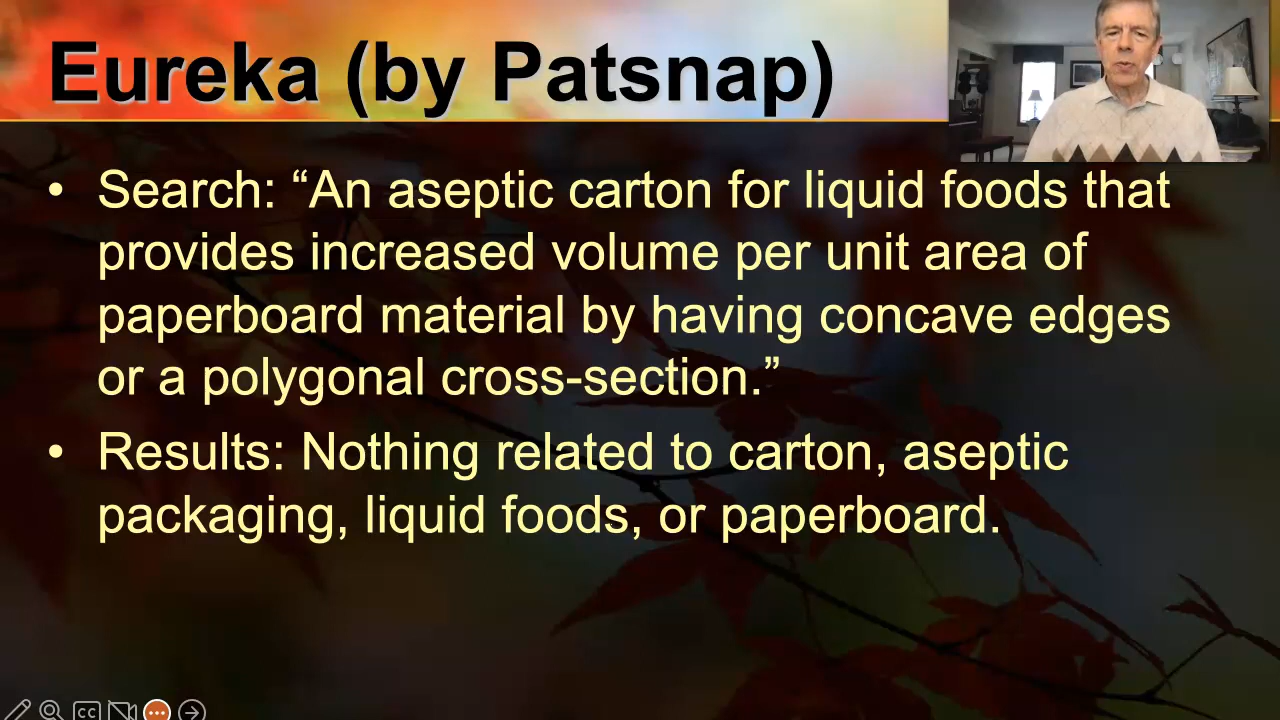 Eureka (by Patsnap)
• Search: “An aseptic carton for liquid foods that
provides increased volume per unit area of
paperboard material by having concave edges
or a polygonal cross-section.”
• Results: Nothing related to carton, aseptic
packaging, liquid foods, or paperboard.
CC